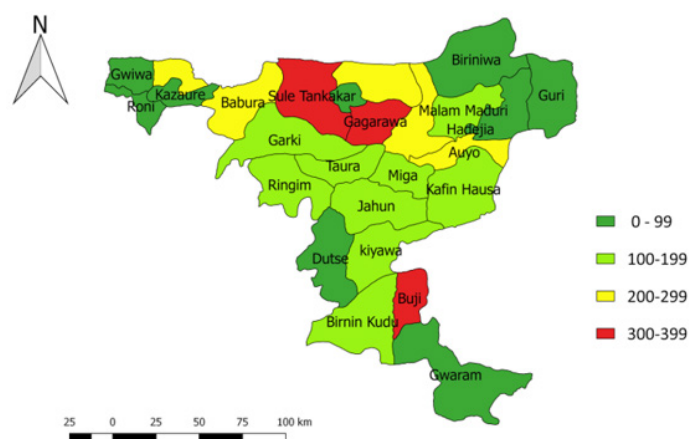 N
Biriniwa
Gwiwa
Kazaure
Guri
Roni
Babura
Sule Tankakar
Malam Maduri
Gagarawa
Hadejia
Garki
Auyo
Taura
Miga
Ringim
Kafin Hausa
Jahun
kiyawa
Dutse
Buji
Birnin Kudu
Gwaram
0 - 99
100-199
200-299
300-399
25 0 25 50 75 100 km